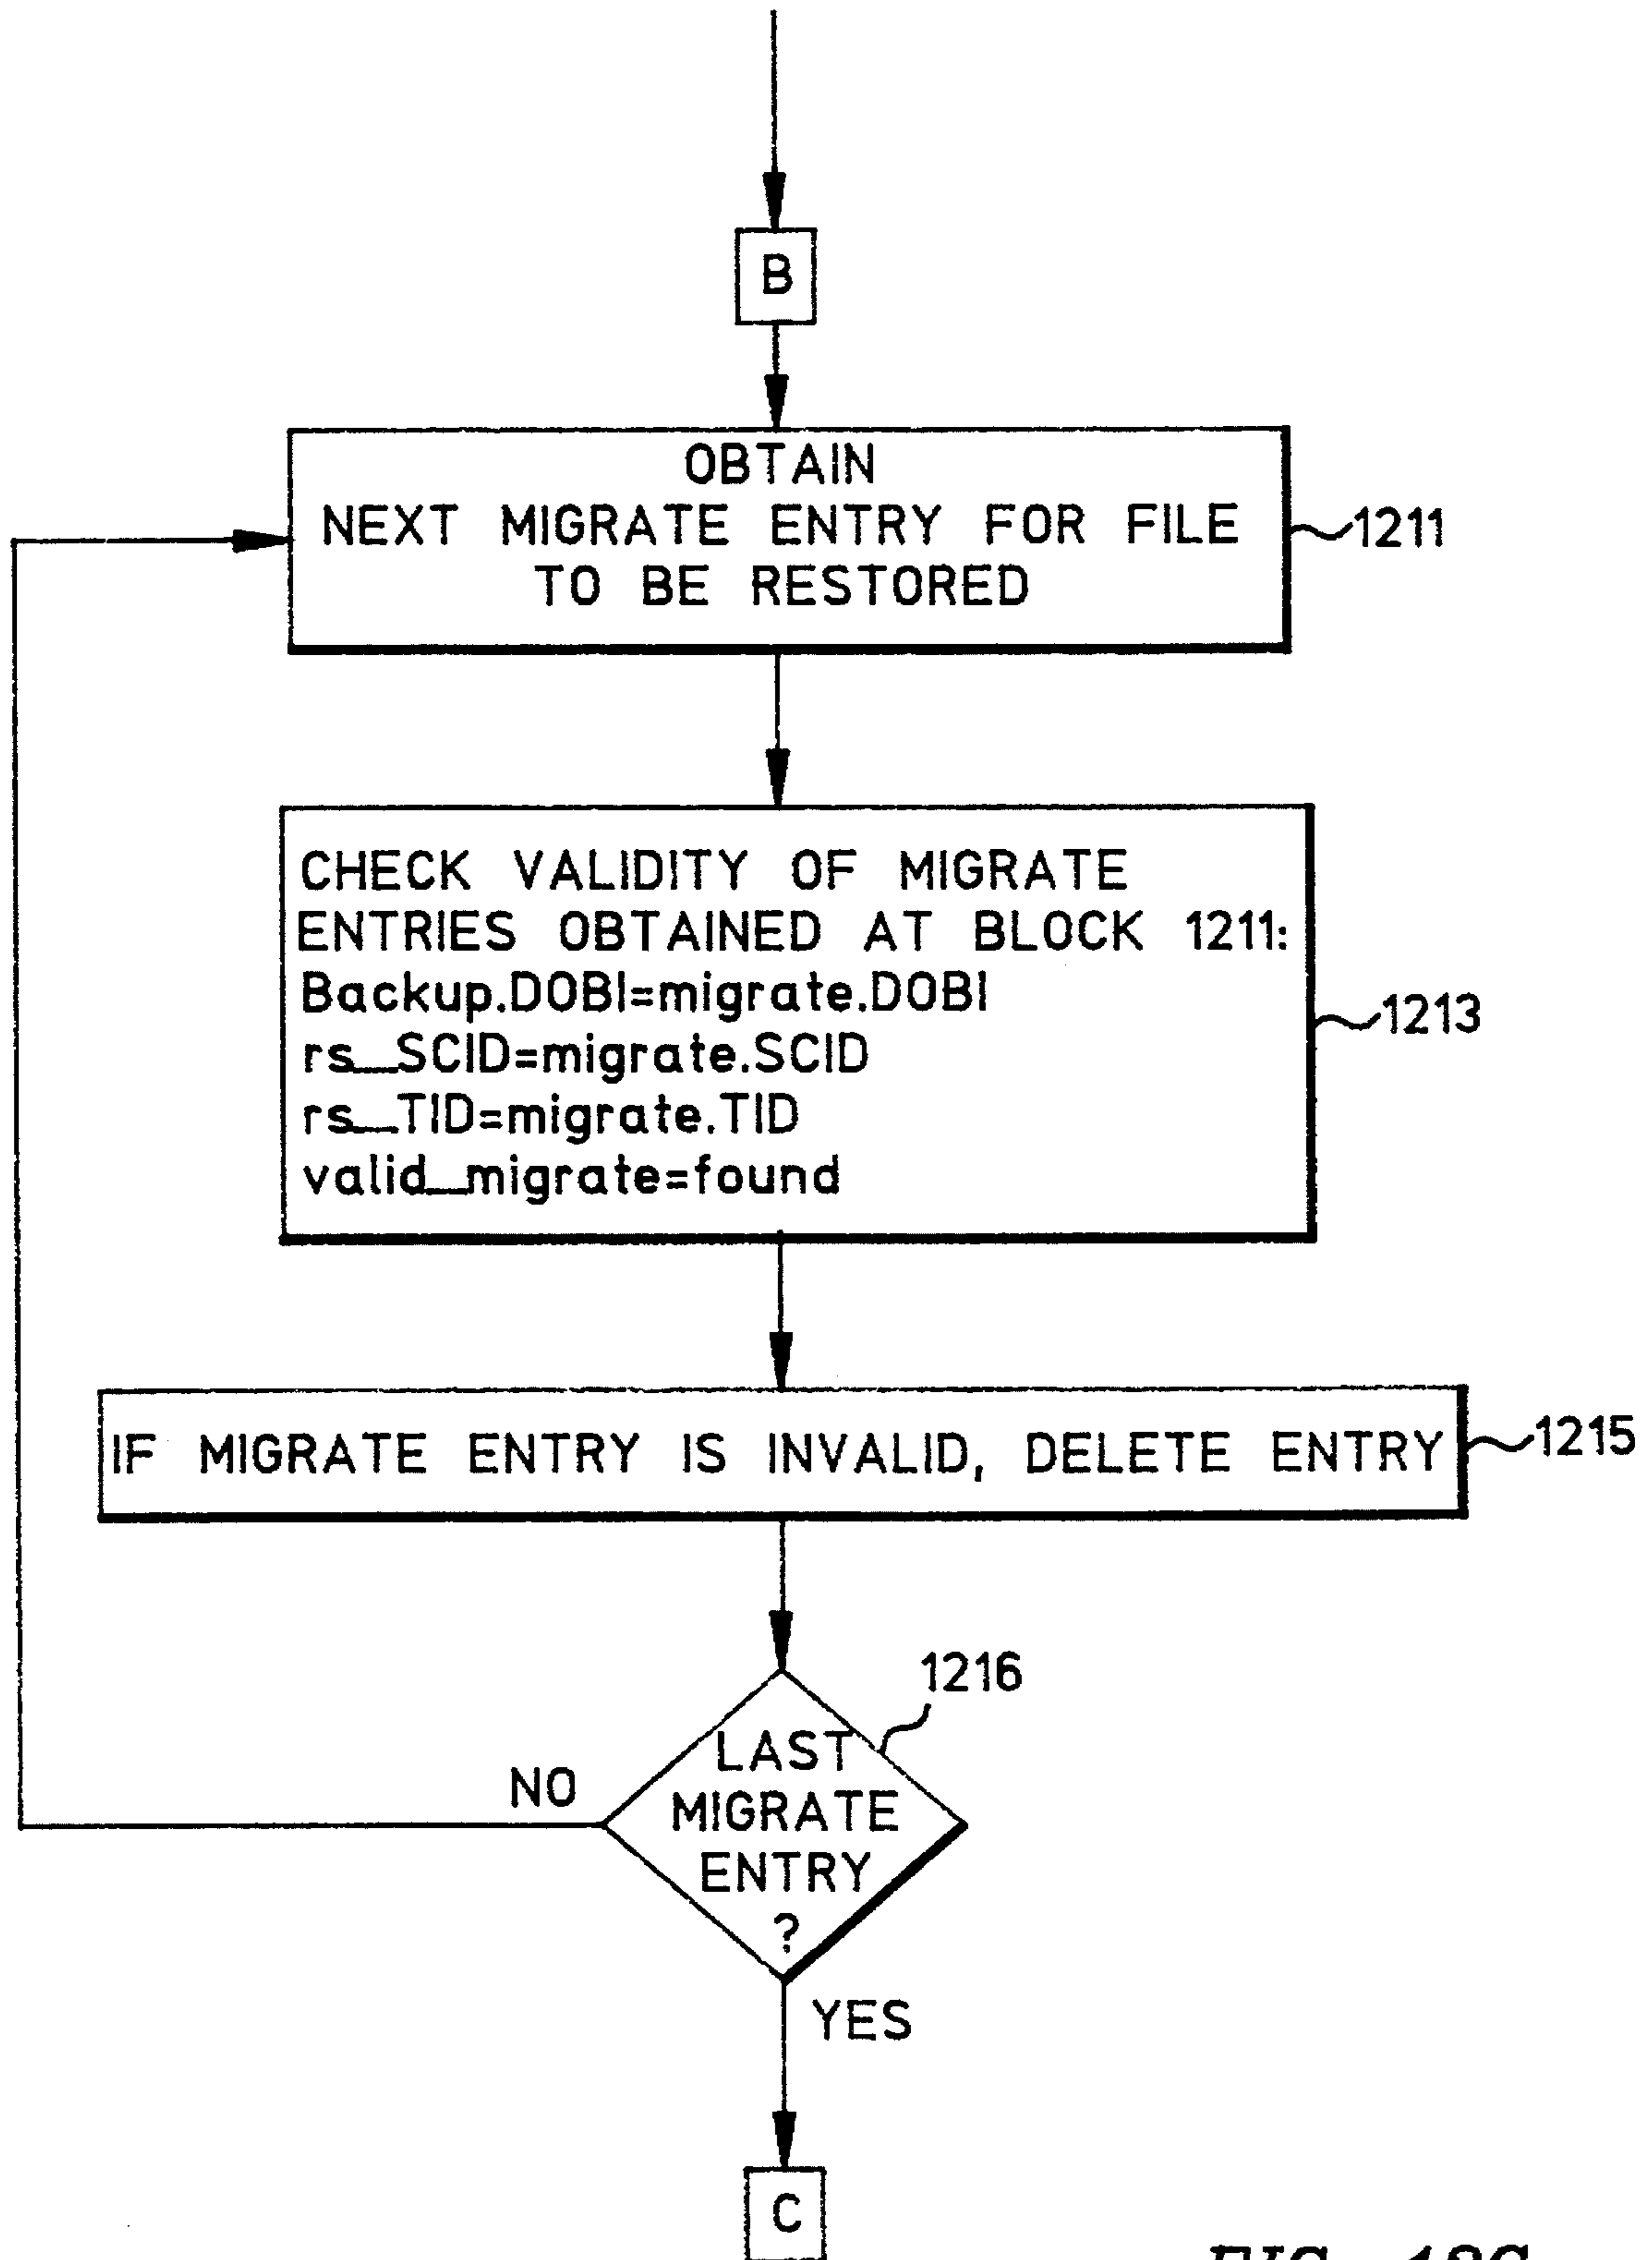 B
OBTAIN
NEXT MIGRATE ENTRY FOR FILE
TO BE RESTORED
1211
CHECK VALIDITY OF MIGRATE
ENTRIES OBTAINED AT BLOCK 1211:
Backup.DOBI=migrate.DOBI
rs_SCID=migrate.SCID
rs_TID=migrate.TID
valid_migrate=found
1213
IF MIGRATE ENTRY IS INVALID, DELETE ENTRY
1215
1216
LAST
MIGRATE
ENTRY
?
NO
YES
C